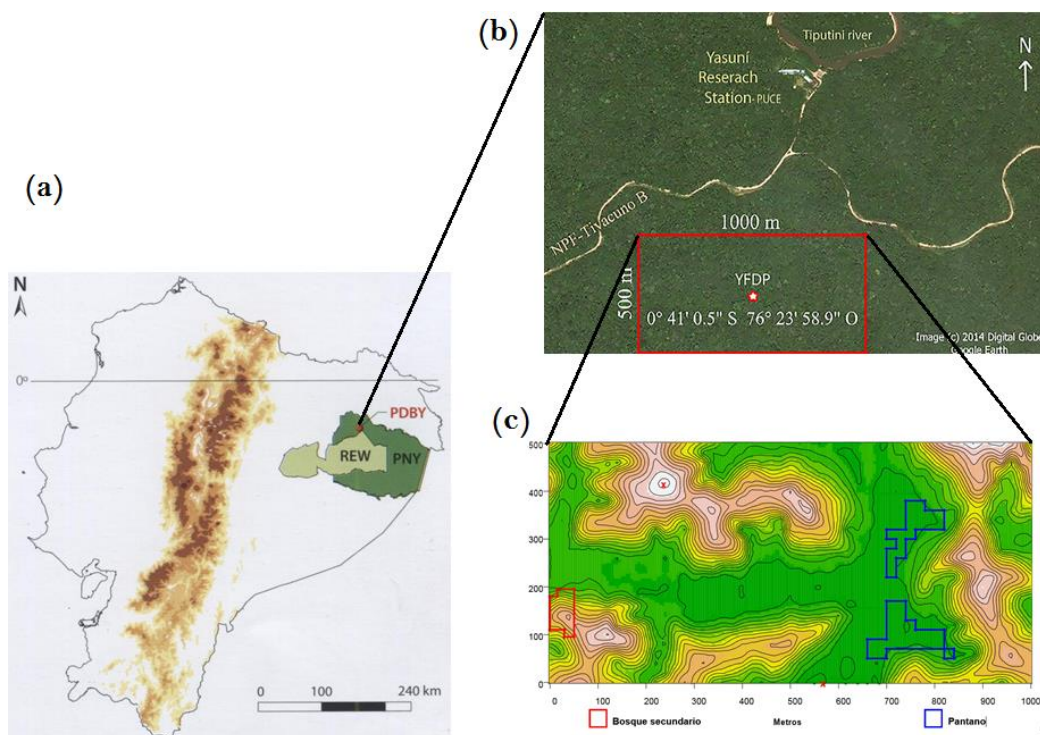 (a)
N
0º
PDBY
REW
PNY
0 100 240 km
(b)
Tiputini river
Yasuní
Reserach
Station-PUCE
N
NPF-Tivacuno B
1000 m
500 m
YFDP
0° 41' 0.5" S 76° 23' 58.9" O
Image (c) 2014 Digital Globe
Google Earth
(c)
500
400
300
200
100
0
0 100 200 300 400 500 600 700 800 900 1000
Bosque secundario
Metros
Pantano